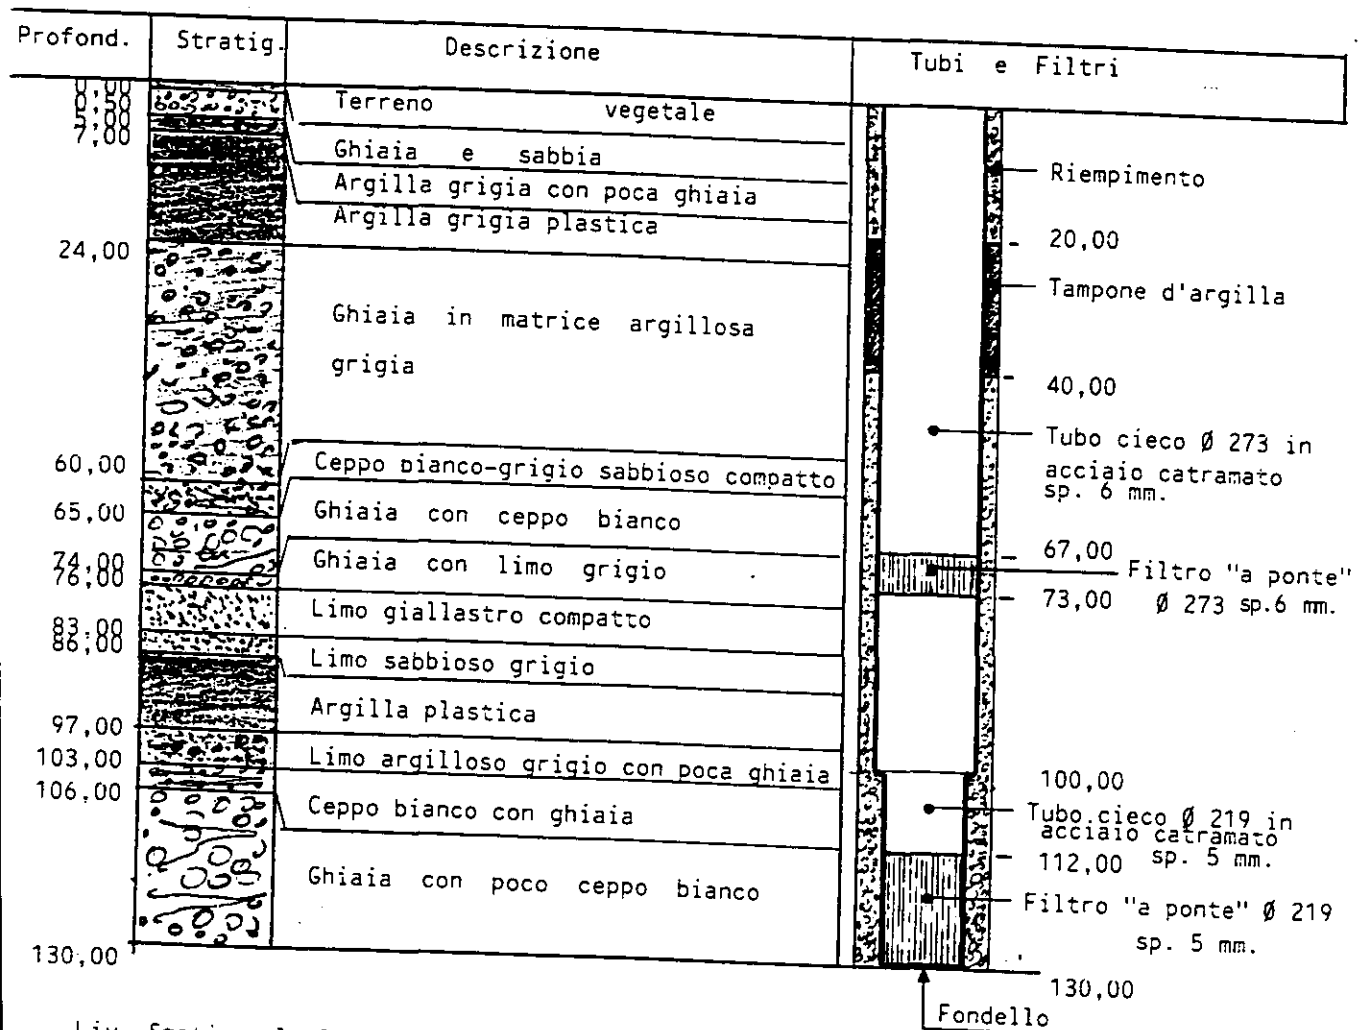 Profond. Stratig. Descrizione Tubi e Filtri
0,00
0,50
5,00
7,00
24,00
60,00
65,00
74,00
76,00
83,00
86,00
97,00
103,00
106,00
130,00
Terreno vegetale
Ghiaia e sabbia
Argilla grigia con poca ghiaia
Argilla grigia plastica
Ghiaia in matrice argillosa
grigia
Ceppo bianco-grigio sabbioso compatto
Ghiaia con ceppo bianco
Ghiaia con limo grigio
Limo giallastro compatto
Limo sabbioso grigio
Argilla plastica
Limo argilloso grigio con poca ghiaia
Ceppo bianco con ghiaia
Ghiaia con poco ceppo bianco
Riempimento
20,00
Tampone d'argilla
40,00
Tubo cieco Ø 273 in
acciaio catramato
sp. 6 mm.
67,00
Filtro "a ponte"
73,00 Ø 273 sp.6 mm.
100,00
Tubo cieco Ø 219 in
acciaio catramato
112,00 sp. 5 mm.
Filtro "a ponte" Ø 219
sp. 5 mm.
130,00
Fondello